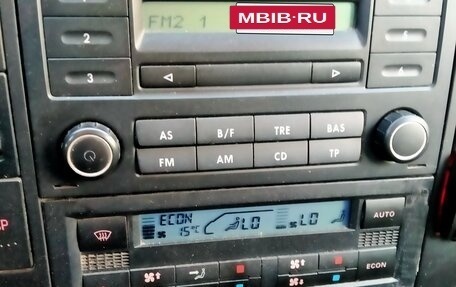 MBIB.RU
FM2 1
2
3
4
AS B/F TRE BAS
FM AM CD TP
ECON
15°C LO LO
AUTO
ECON